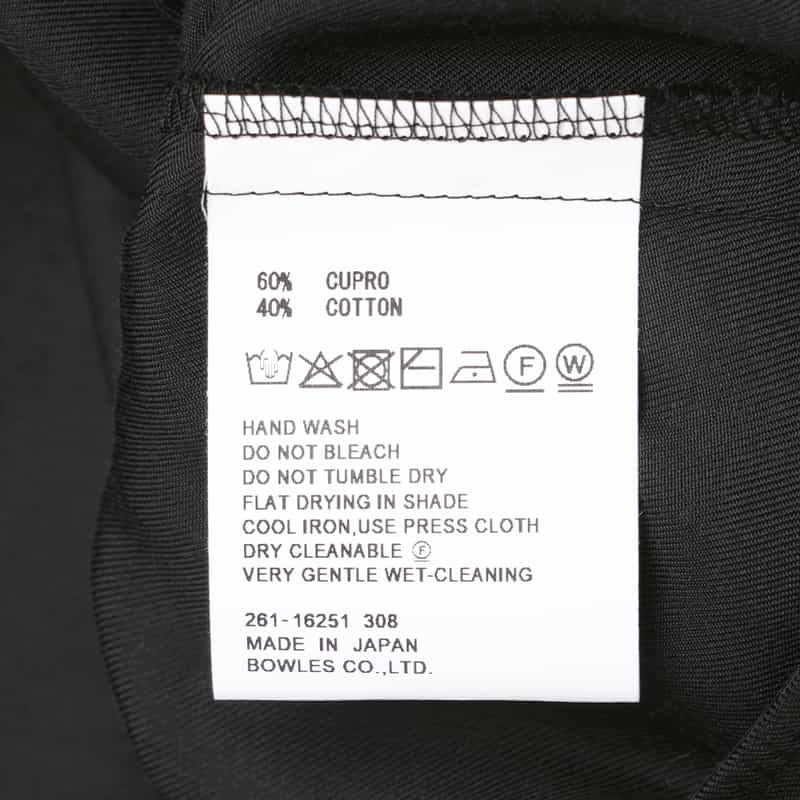 60% CUPRO
40% COTTON
F W
HAND WASH
DO NOT BLEACH
DO NOT TUMBLE DRY
FLAT DRYING IN SHADE
COOL IRON,USE PRESS CLOTH
DRY CLEANABLE Ⓕ
VERY GENTLE WET-CLEANING
261-16251 308
MADE IN JAPAN
BOWLES CO.,LTD.